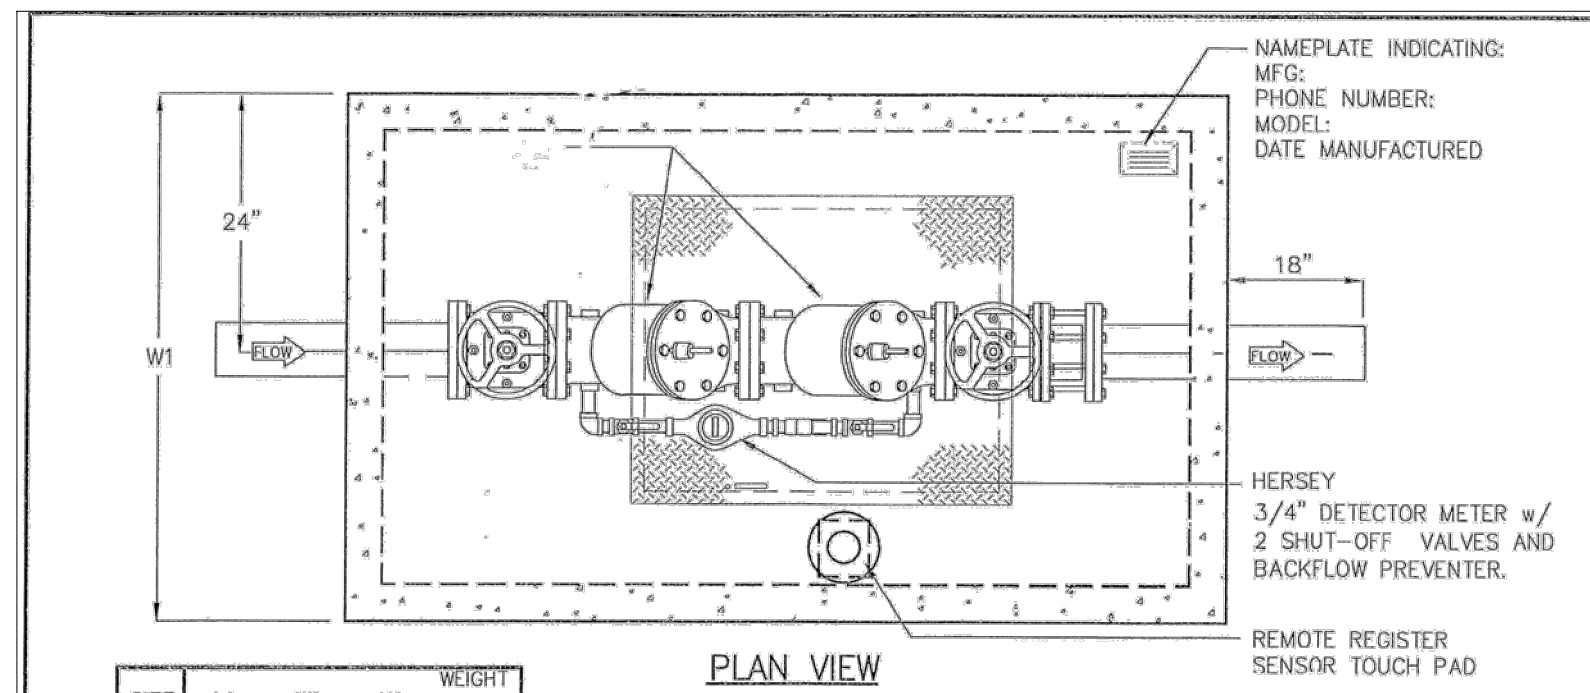 NAMEPLATE INDICATING:
MFG:
PHONE NUMBER:
MODEL:
DATE MANUFACTURED
24"
18"
W1
FLOW
FLOW
HERSEY
3/4" DETECTOR METER w/
2 SHUT-OFF VALVES AND
BACKFLOW PREVENTER.
REMOTE REGISTER
SENSOR TOUCH PAD
PLAN VIEW
WEIGHT